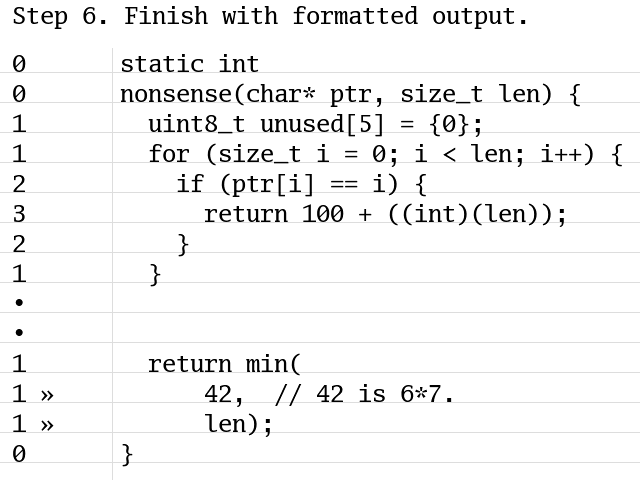 Step 6. Finish with formatted output.
0 static int
0 nonsense(char* ptr, size_t len) {
1   uint8_t unused[5] = {0};
1   for (size_t i = 0; i < len; i++) {
2     if (ptr[i] == i) {
3       return 100 + ((int)(len));
2     }
1   }
•
•
1   return min(
1 »       42,  // 42 is 6*7.
1 »       len);
0 }